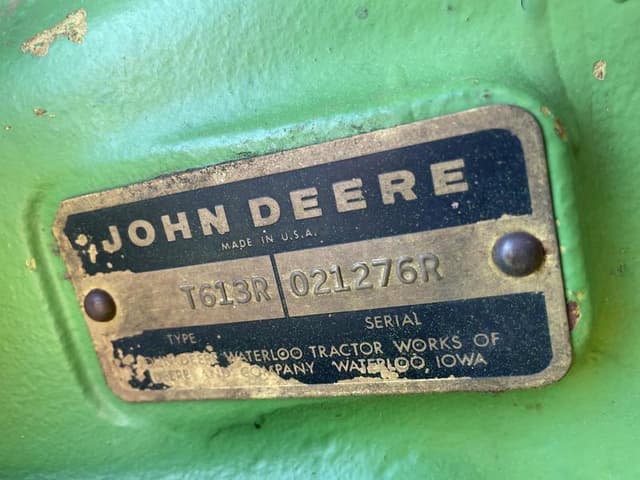 JOHN DEERE
MADE IN U.S.A.
T613R 021276R
TYPE SERIAL
WATERLOO TRACTOR WORKS OF
COMPANY WATERLOO, IOWA